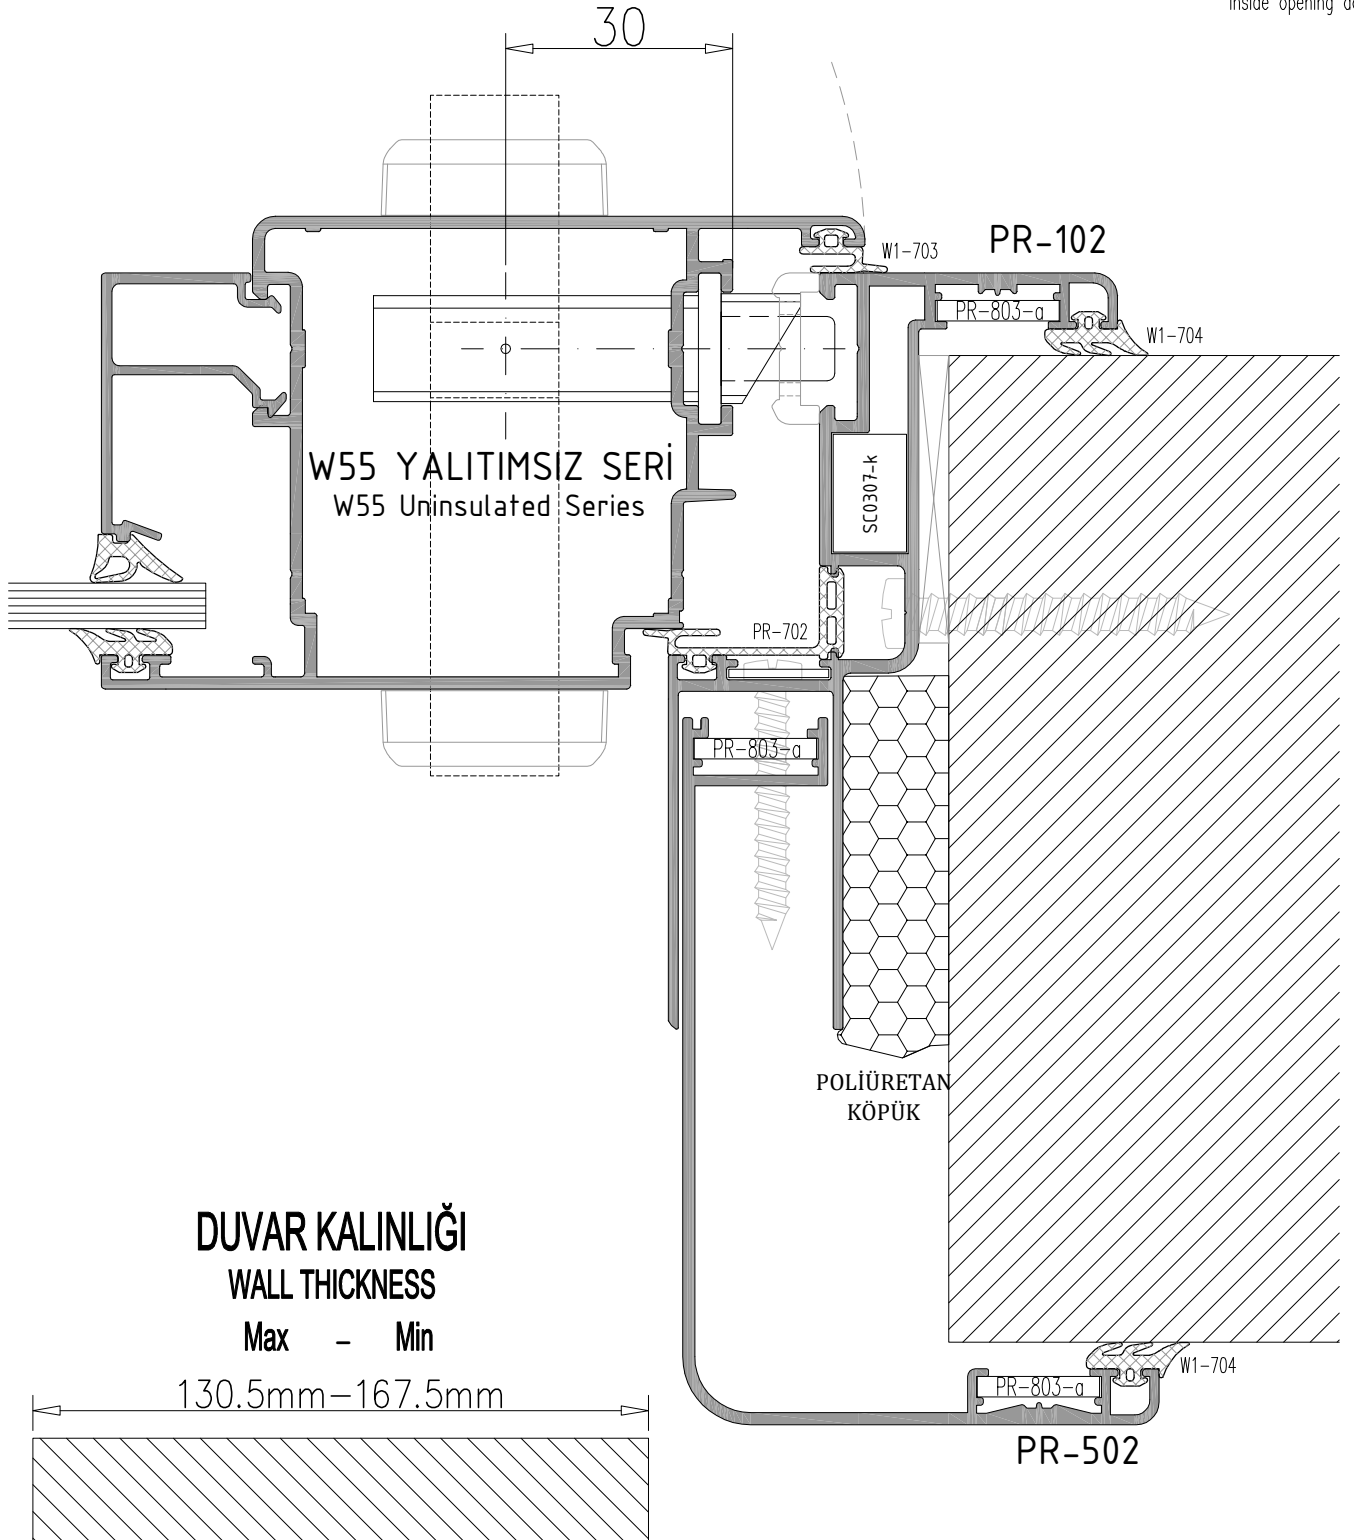 inside opening
30
PR-102
W1-703
PR-803-a
W1-704
W55 YALITIMSIZ SERİ
W55 Uninsulated Series
SC0307-k
PR-702
PR-803-a
POLİÜRETAN
KÖPÜK
DUVAR KALINLIĞI
WALL THICKNESS
Max - Min
130.5mm-167.5mm
W1-704
PR-803-a
PR-502